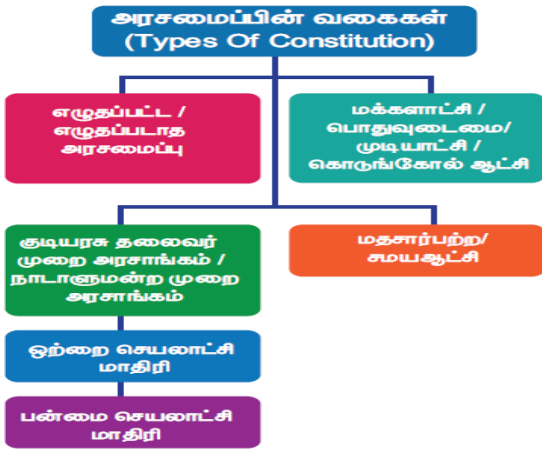 அரசமைப்பின் வகைகள்
(Types Of Constitution)
எழுதப்பட்ட /
எழுதப்படாத
அரசமைப்பு
மக்களாட்சி /
பொதுவுடைமை/
முடியாட்சி /
கொடுங்கோல் ஆட்சி
குடியரசு தலைவர்
முறை அரசாங்கம் /
நாடாளுமன்ற முறை
அரசாங்கம்
மதசார்பற்ற/
சமயஆட்சி
ஒற்றை செயலாட்சி
மாதிரி
பன்மை செயலாட்சி
மாதிரி